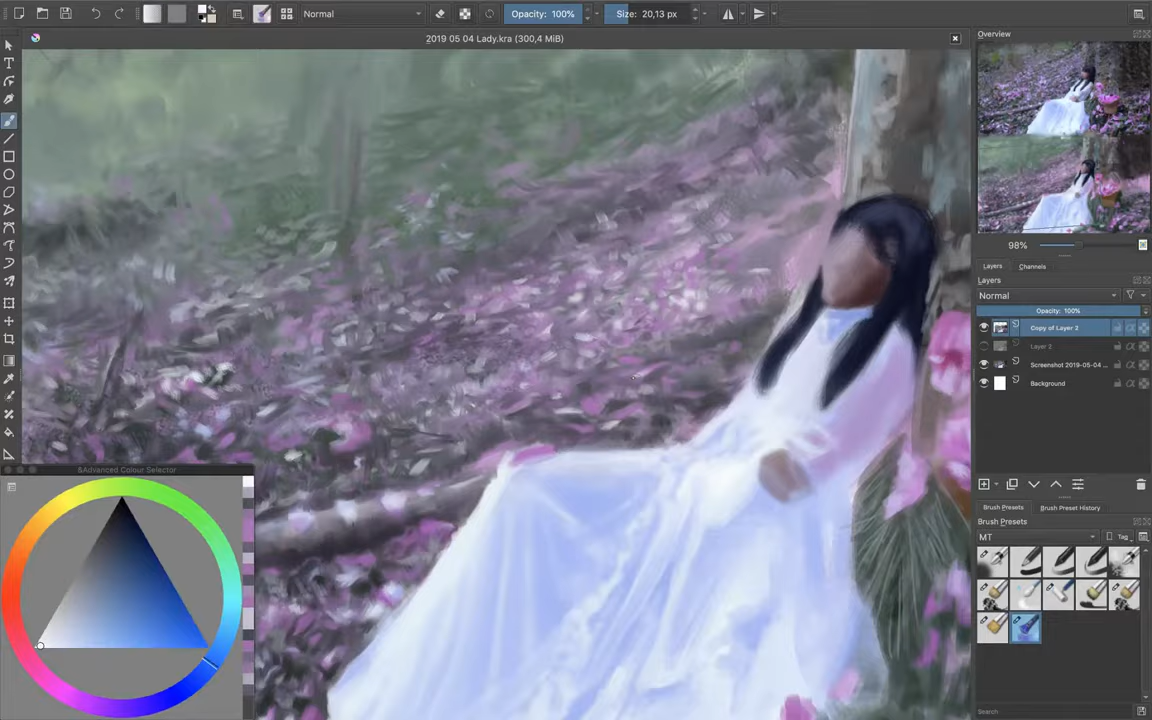 Normal
Opacity: 100%
Size: 20,13 px
2019 05 04 Lady.kra (300,4 MiB)
Overview
98%
Layers
Channels
Layers
Normal
Opacity: 100%
Copy of Layer 2
Layer 2
Screenshot 2019-05-04 ...
Background
Brush Presets
Brush Preset History
Brush Presets
MT
Tag
Search
&Advanced Colour Selector